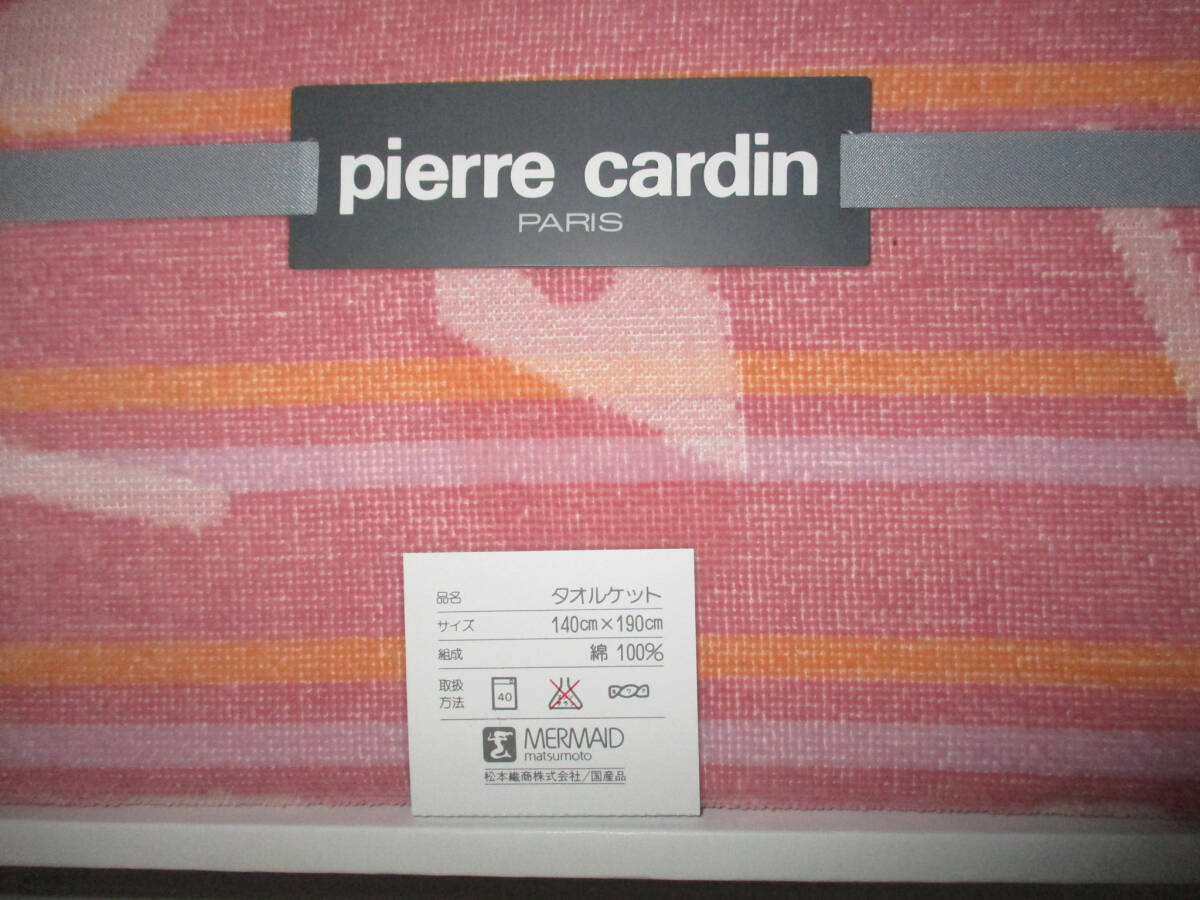 pierre cardin
PARIS
品名 タオルケット
サイズ 140cm×190cm
組成 綿 100%
取扱方法 40
MERMAID
matsumoto
松本繊商株式会社/国産品